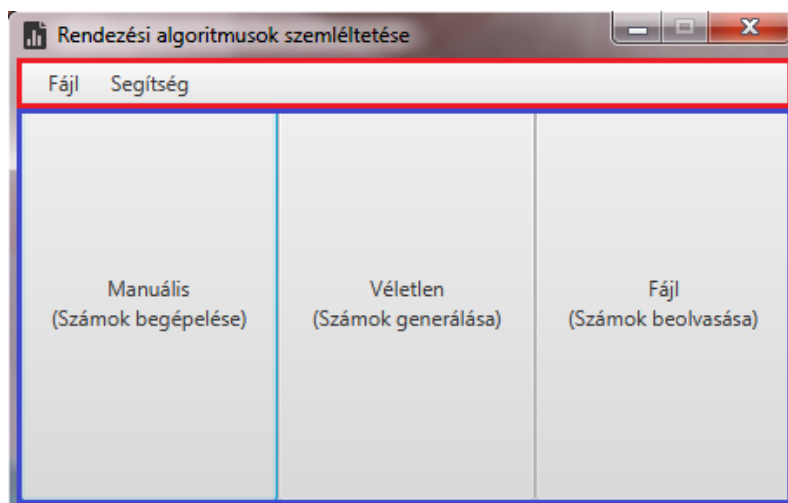 Rendezési algoritmusok szemléltetése
Fájl Segítség
Manuális
(Számok begépelése)
Véletlen
(Számok generálása)
Fájl
(Számok beolvasása)